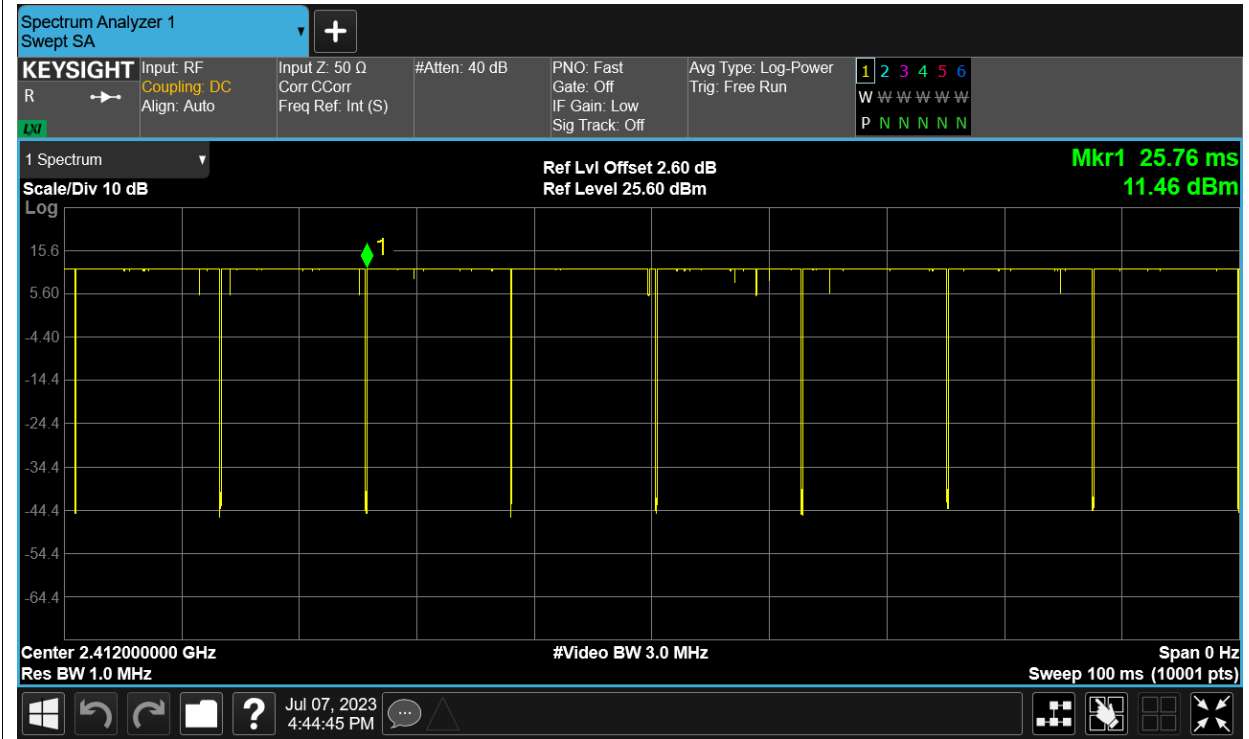 Spectrum Analyzer 1
Swept SA
KEYSIGHT
R
LXI
Input: RF
Coupling: DC
Align: Auto
Input Z: 50 Ω
Corr CCorr
Freq Ref: Int (S)
#Atten: 40 dB
PNO: Fast
Gate: Off
IF Gain: Low
Sig Track: Off
Avg Type: Log-Power
Trig: Free Run
1 2 3 4 5 6
W W W W W W
P N N N N N
1 Spectrum
Scale/Div 10 dB
Log
Ref Lvl Offset 2.60 dB
Ref Level 25.60 dBm
Mkr1 25.76 ms
11.46 dBm
1
15.6
5.60
-4.40
-14.4
-24.4
-34.4
-44.4
-54.4
-64.4
Center 2.412000000 GHz
Res BW 1.0 MHz
#Video BW 3.0 MHz
Span 0 Hz
Sweep 100 ms (10001 pts)
?
Jul 07, 2023
4:44:45 PM